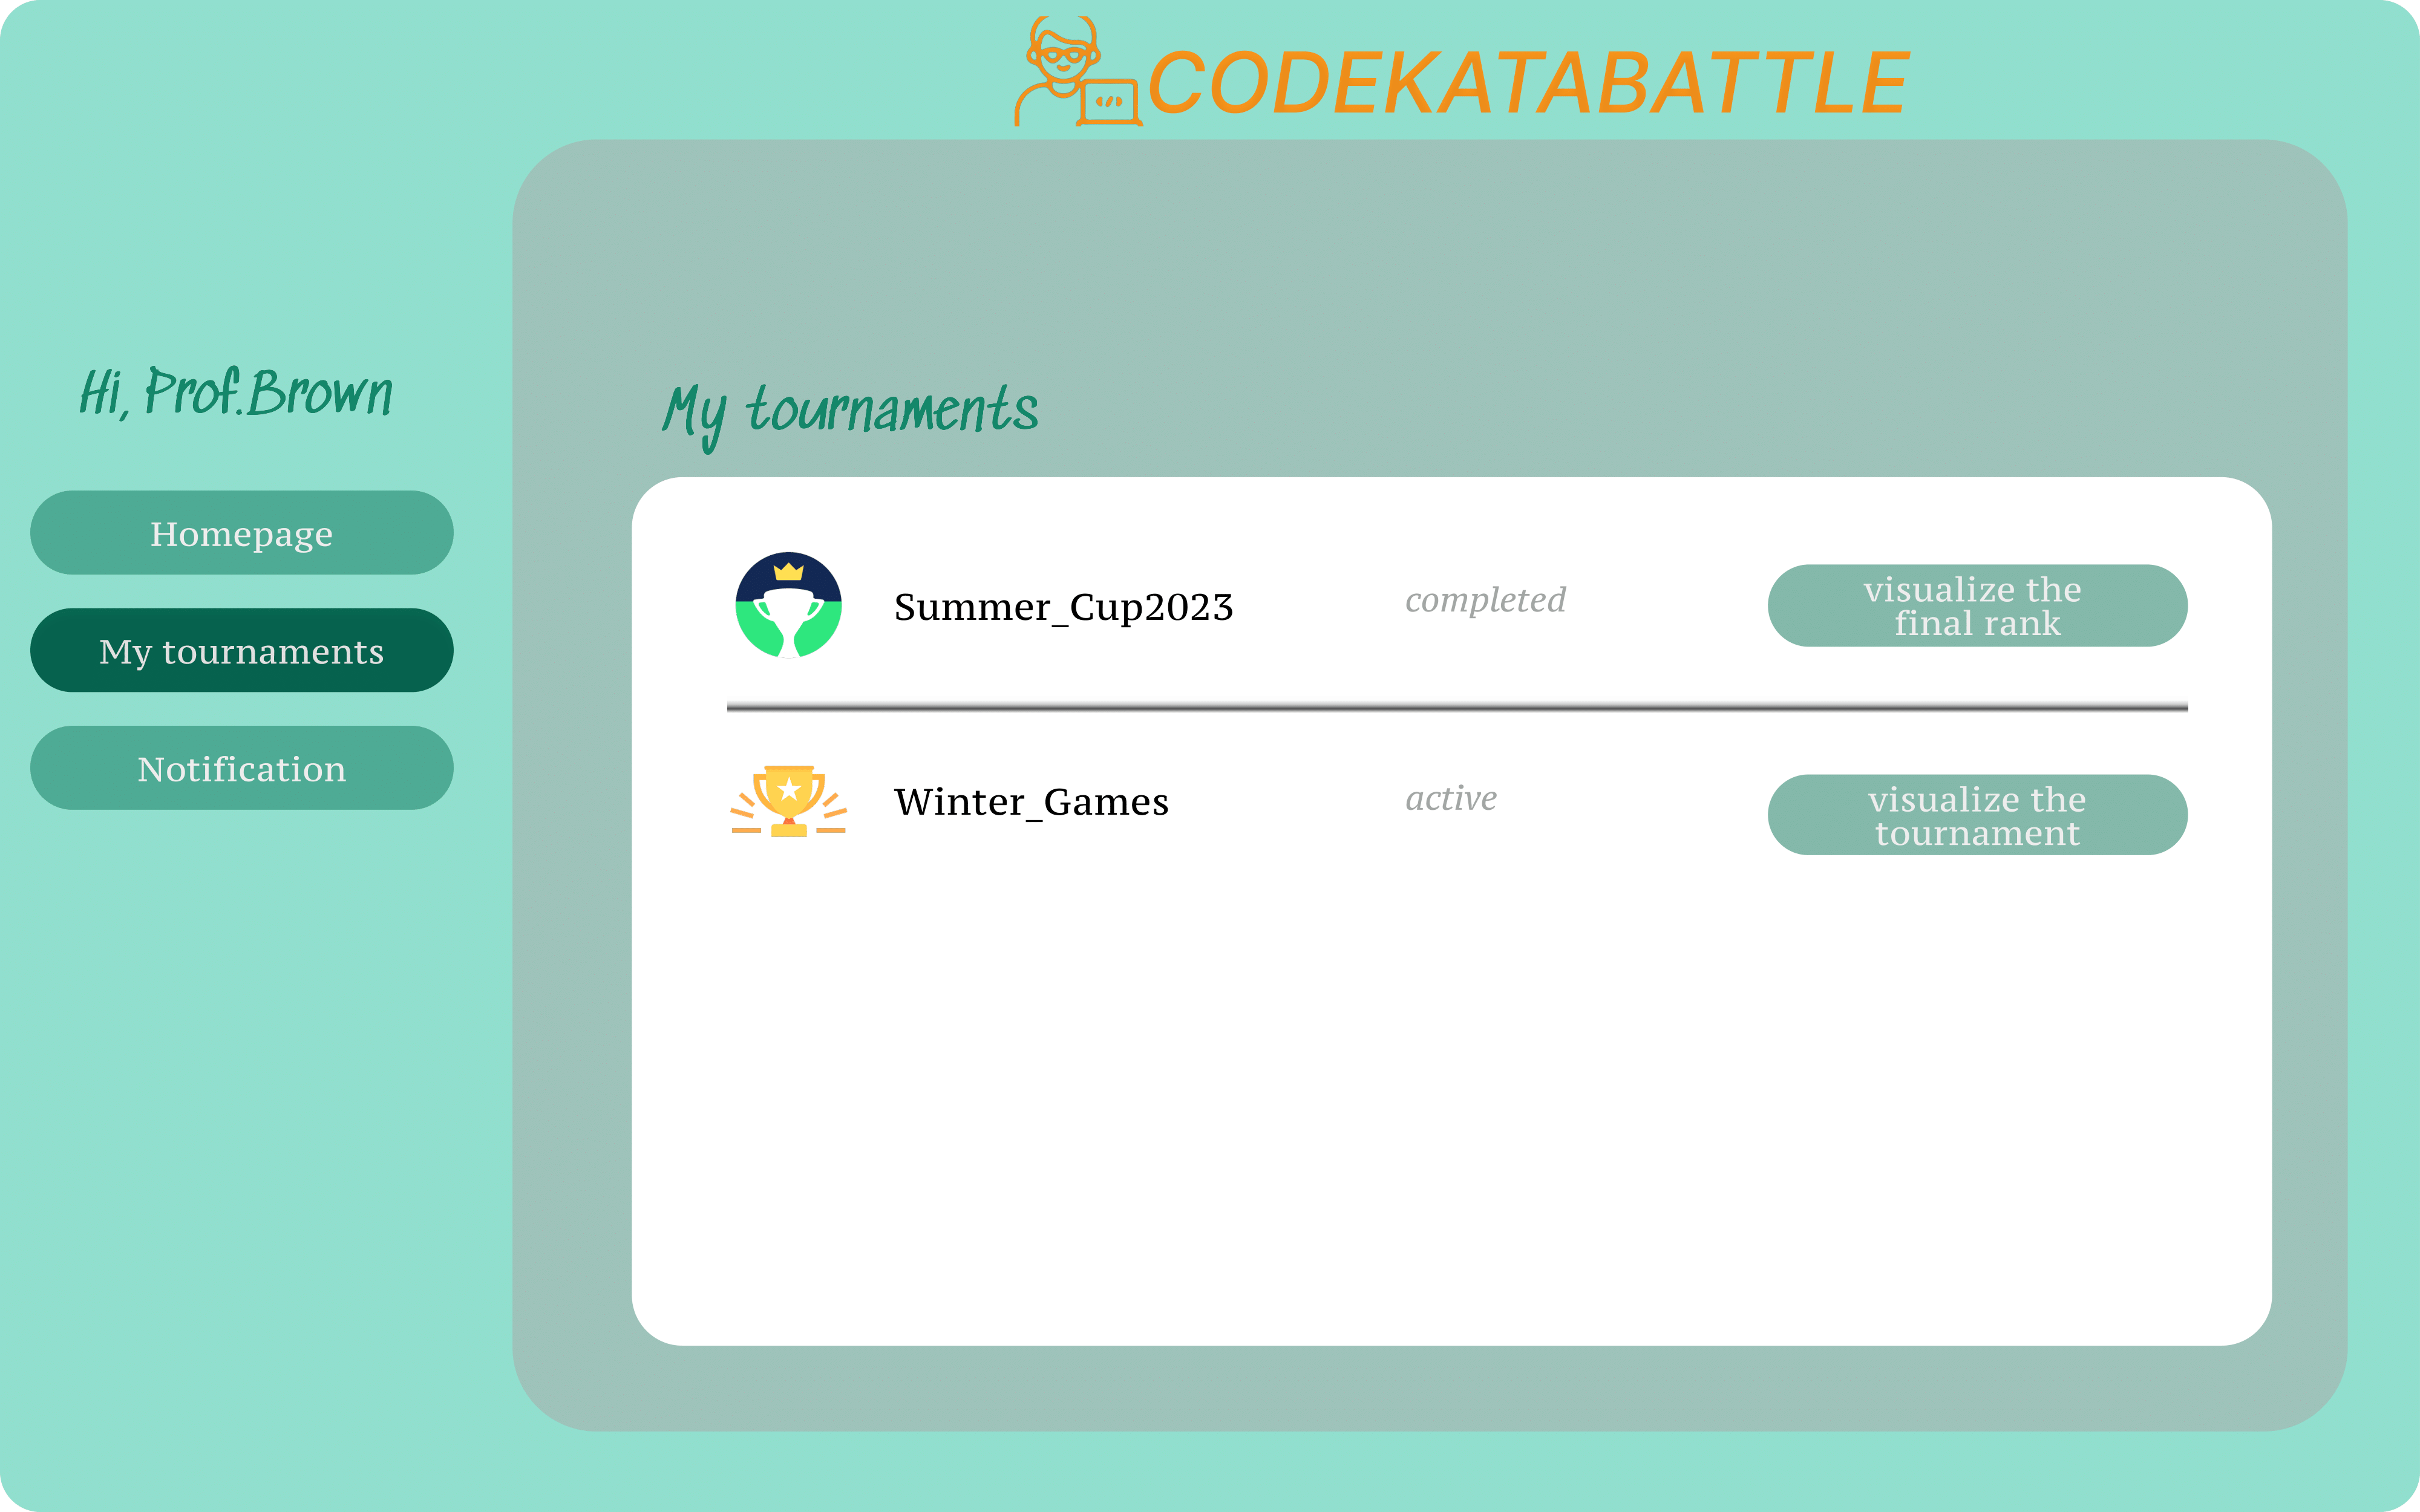 CODEKATABATTLE
Hi, Prof.Brown
Homepage
My tournaments
Notification
My tournaments
Summer_Cup2023
completed
visualize the
final rank
Winter_Games
active
visualize the
tournament